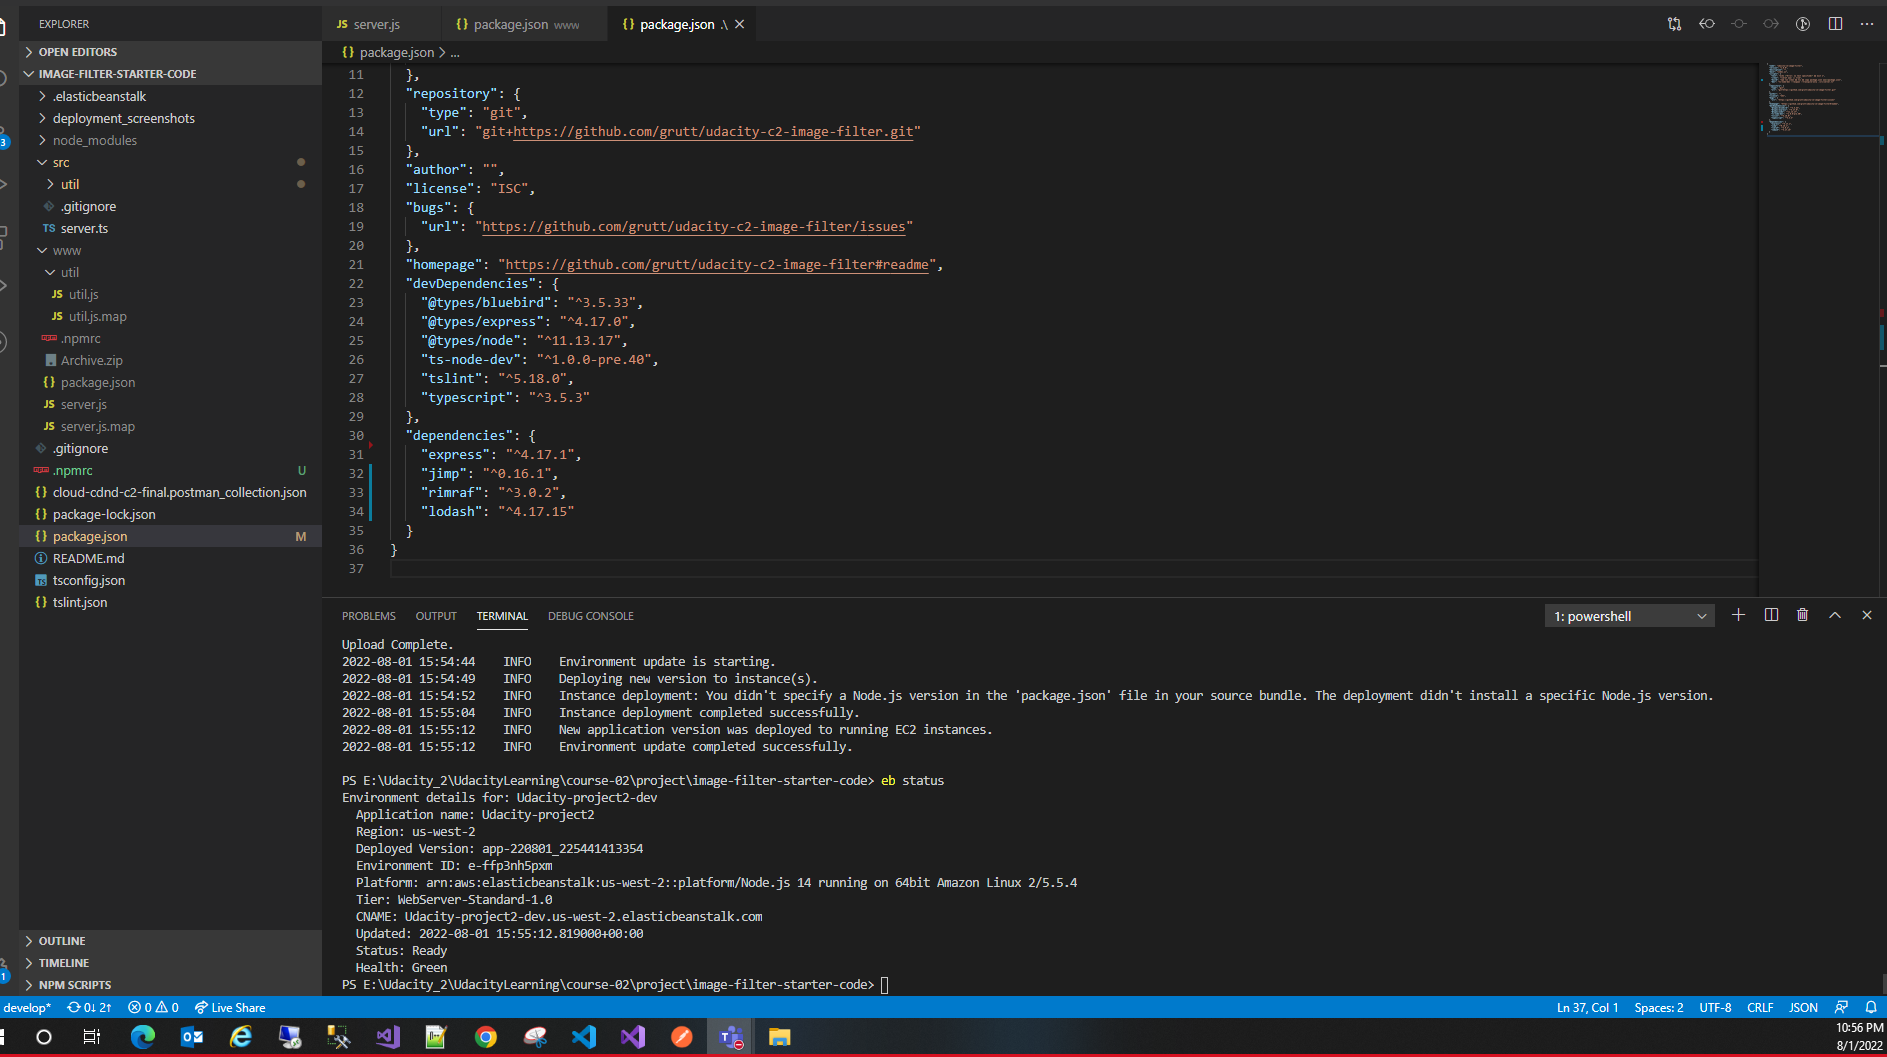 EXPLORER
OPEN EDITORS
IMAGE-FILTER-STARTER-CODE
.elasticbeanstalk
deployment_screenshots
node_modules
src
util
.gitignore
TS server.ts
www
util
JS util.js
JS util.js.map
.npmrc
Archive.zip
{} package.json
JS server.js
JS server.js.map
.gitignore
.npmrc U
{} cloud-cdnd-c2-final.postman_collection.json
{} package-lock.json
{} package.json M
README.md
TS tsconfig.json
{} tslint.json
OUTLINE
TIMELINE
NPM SCRIPTS
JS server.js {} package.json www {} package.json .\
{} package.json > ...
11 },
12 "repository": {
13 "type": "git",
14 "url": "git+https://github.com/grutt/udacity-c2-image-filter.git"
15 },
16 "author": "",
17 "license": "ISC",
18 "bugs": {
19 "url": "https://github.com/grutt/udacity-c2-image-filter/issues"
20 },
21 "homepage": "https://github.com/grutt/udacity-c2-image-filter#readme",
22 "devDependencies": {
23 "@types/bluebird": "^3.5.33",
24 "@types/express": "^4.17.0",
25 "@types/node": "^11.13.17",
26 "ts-node-dev": "^1.0.0-pre.40",
27 "tslint": "^5.18.0",
28 "typescript": "^3.5.3"
29 },
30 "dependencies": {
31 "express": "^4.17.1",
32 "jimp": "^0.16.1",
33 "rimraf": "^3.0.2",
34 "lodash": "^4.17.15"
35 }
36 }
37
PROBLEMS OUTPUT TERMINAL DEBUG CONSOLE 1: powershell
Upload Complete.
2022-08-01 15:54:44 INFO Environment update is starting.
2022-08-01 15:54:49 INFO Deploying new version to instance(s).
2022-08-01 15:54:52 INFO Instance deployment: You didn't specify a Node.js version in the 'package.json' file in your source bundle. The deployment didn't install a specific Node.js version.
2022-08-01 15:55:04 INFO Instance deployment completed successfully.
2022-08-01 15:55:12 INFO New application version was deployed to running EC2 instances.
2022-08-01 15:55:12 INFO Environment update completed successfully.
PS E:\Udacity_2\UdacityLearning\course-02\project\image-filter-starter-code> eb status
Environment details for: Udacity-project2-dev
Application name: Udacity-project2
Region: us-west-2
Deployed Version: app-220801_225441413354
Environment ID: e-ffp3nh5pxm
Platform: arn:aws:elasticbeanstalk:us-west-2::platform/Node.js 14 running on 64bit Amazon Linux 2/5.5.4
Tier: WebServer-Standard-1.0
CNAME: Udacity-project2-dev.us-west-2.elasticbeanstalk.com
Updated: 2022-08-01 15:55:12.819000+00:00
Status: Ready
Health: Green
PS E:\Udacity_2\UdacityLearning\course-02\project\image-filter-starter-code>
develop* 0↓ 2↑ 0 0 Live Share Ln 37, Col 1 Spaces: 2 UTF-8 CRLF JSON
10:56 PM
8/1/2022